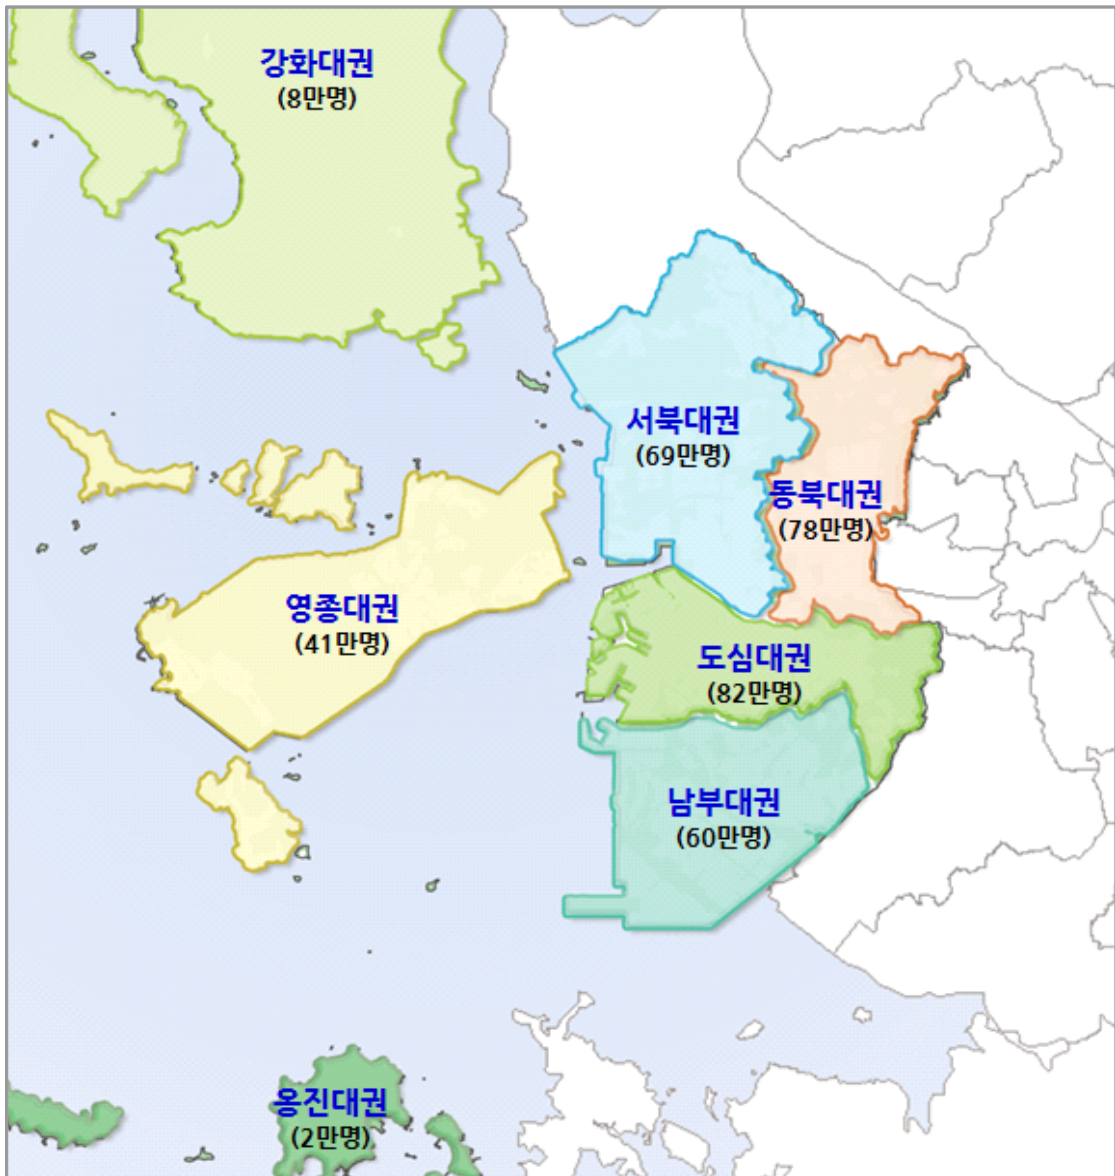 강화대권
(8만명)
서북대권
(69만명)
동북대권
(78만명)
영종대권
(41만명)
도심대권
(82만명)
남부대권
(60만명)
옹진대권
(2만명)